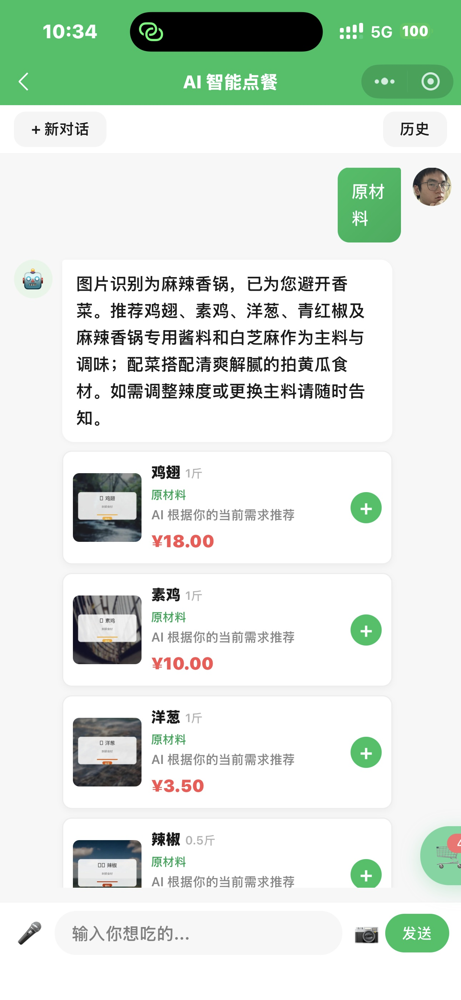 10:34
5G 100
AI 智能点餐
+ 新对话
历史
原材
料
图片识别为麻辣香锅，已为您避开香
菜。推荐鸡翅、素鸡、洋葱、青红椒及
麻辣香锅专用酱料和白芝麻作为主料与
调味；配菜搭配清爽解腻的拍黄瓜食
材。如需调整辣度或更换主料请随时告
知。
鸡翅 1斤
原材料
AI 根据你的当前需求推荐
¥18.00
鸡翅
新鲜食材
素鸡 1斤
原材料
AI 根据你的当前需求推荐
¥10.00
素鸡
新鲜食材
洋葱 1斤
原材料
AI 根据你的当前需求推荐
¥3.50
洋葱
新鲜食材
辣椒 0.5斤
原材料
AI 根据你的当前需求推荐
辣椒
新鲜食材
4
输入你想吃的...
发送